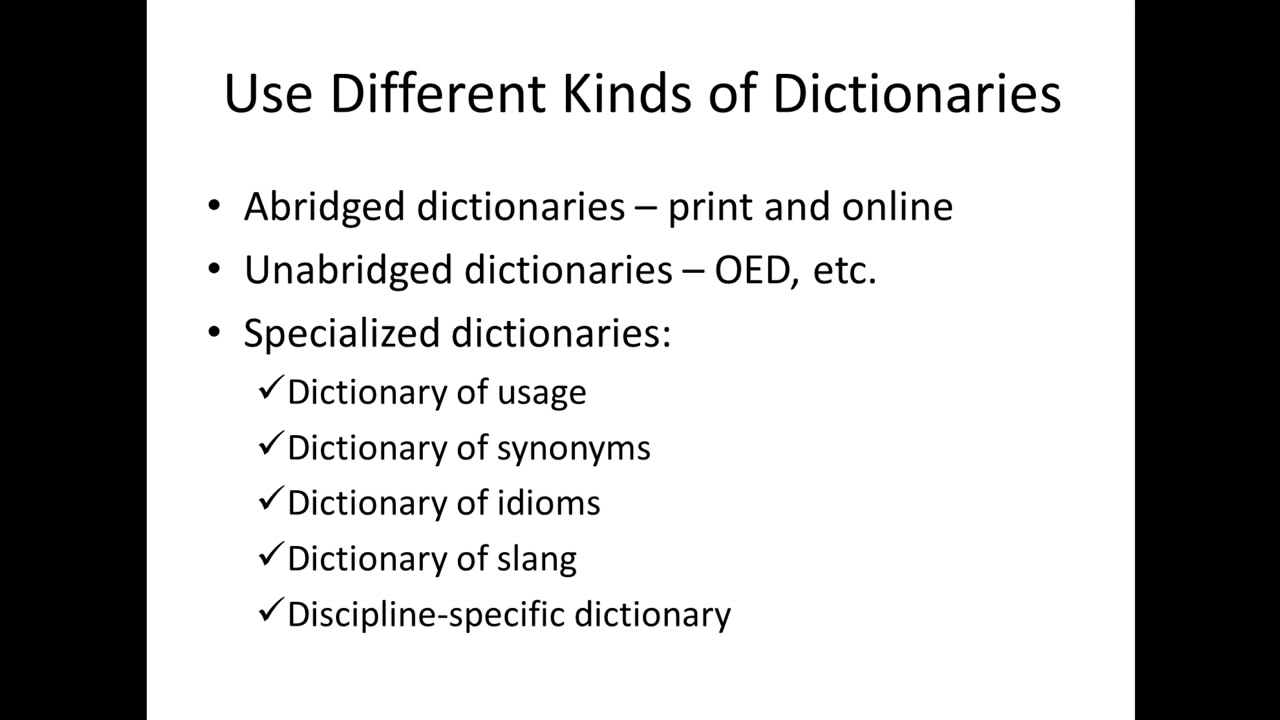 Use Different Kinds of Dictionaries
• Abridged dictionaries – print and online
• Unabridged dictionaries – OED, etc.
• Specialized dictionaries:
✓Dictionary of usage
✓Dictionary of synonyms
✓Dictionary of idioms
✓Dictionary of slang
✓Discipline-specific dictionary